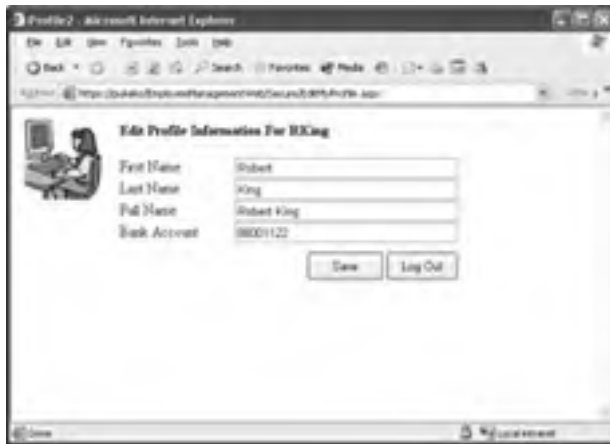 Profile2 - Microsoft Internet Explorer
File Edit View Favorites Tools Help
Back Search Favorites Media
Address
Edit Profile Information For RKing
First Name Robert
Last Name King
Full Name Robert King
Bank Account
Save Log Out
Done Local intranet